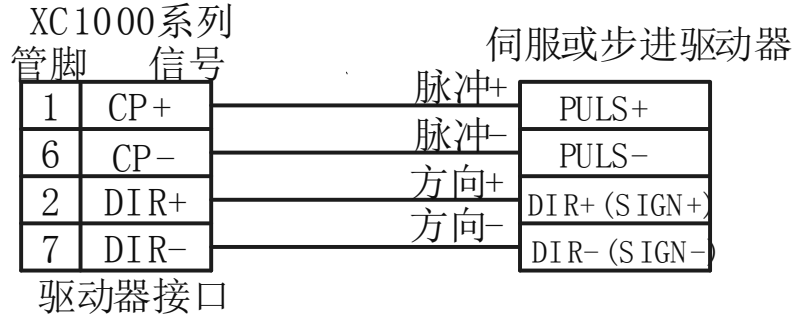 XC1000系列
伺服或步进驱动器
管脚 信号
1 CP+ 脉冲+ PULS+
6 CP- 脉冲- PULS-
2 DIR+ 方向+ DIR+(SIGN+)
7 DIR- 方向- DIR-(SIGN-)
驱动器接口